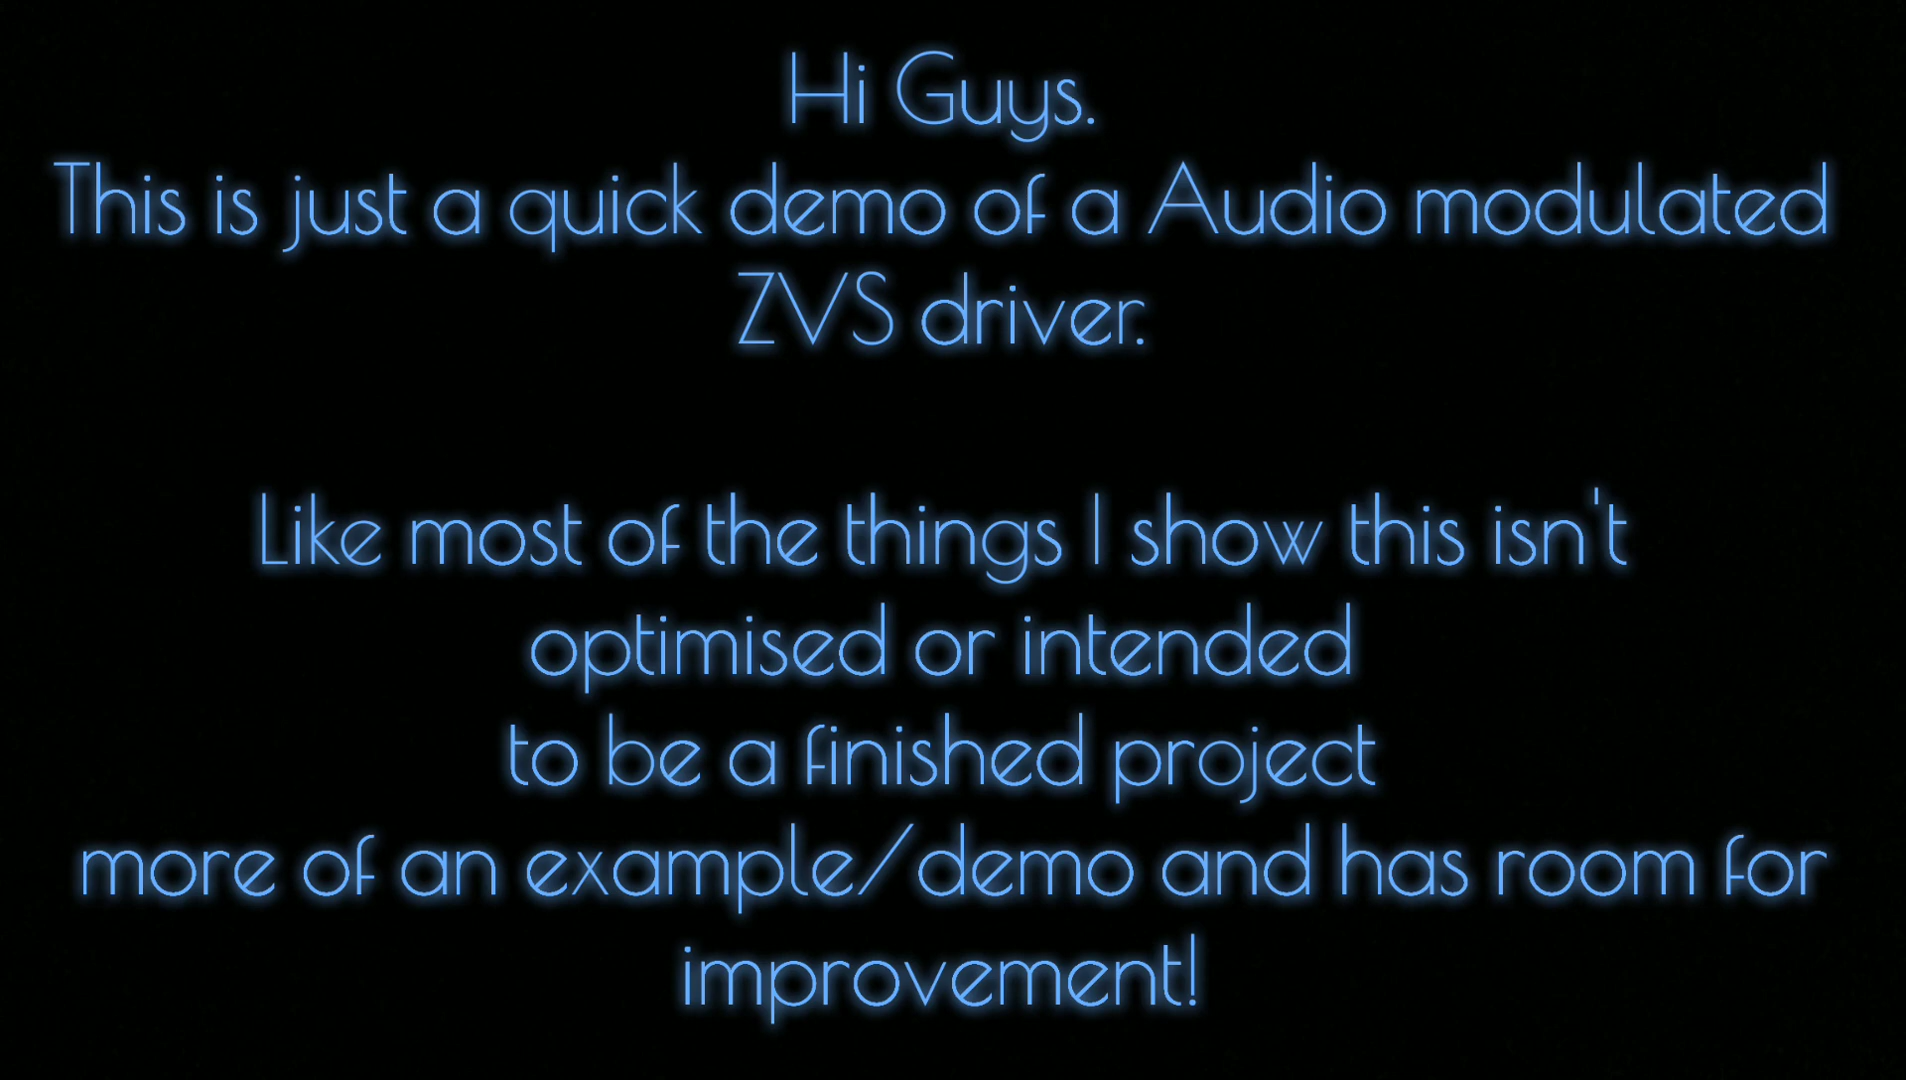 Hi Guys.
This is just a quick demo of a Audio modulated
ZVS driver.
Like most of the things I show this isn't
optimised or intended
to be a finished project
more of an example/demo and has room for
improvement!